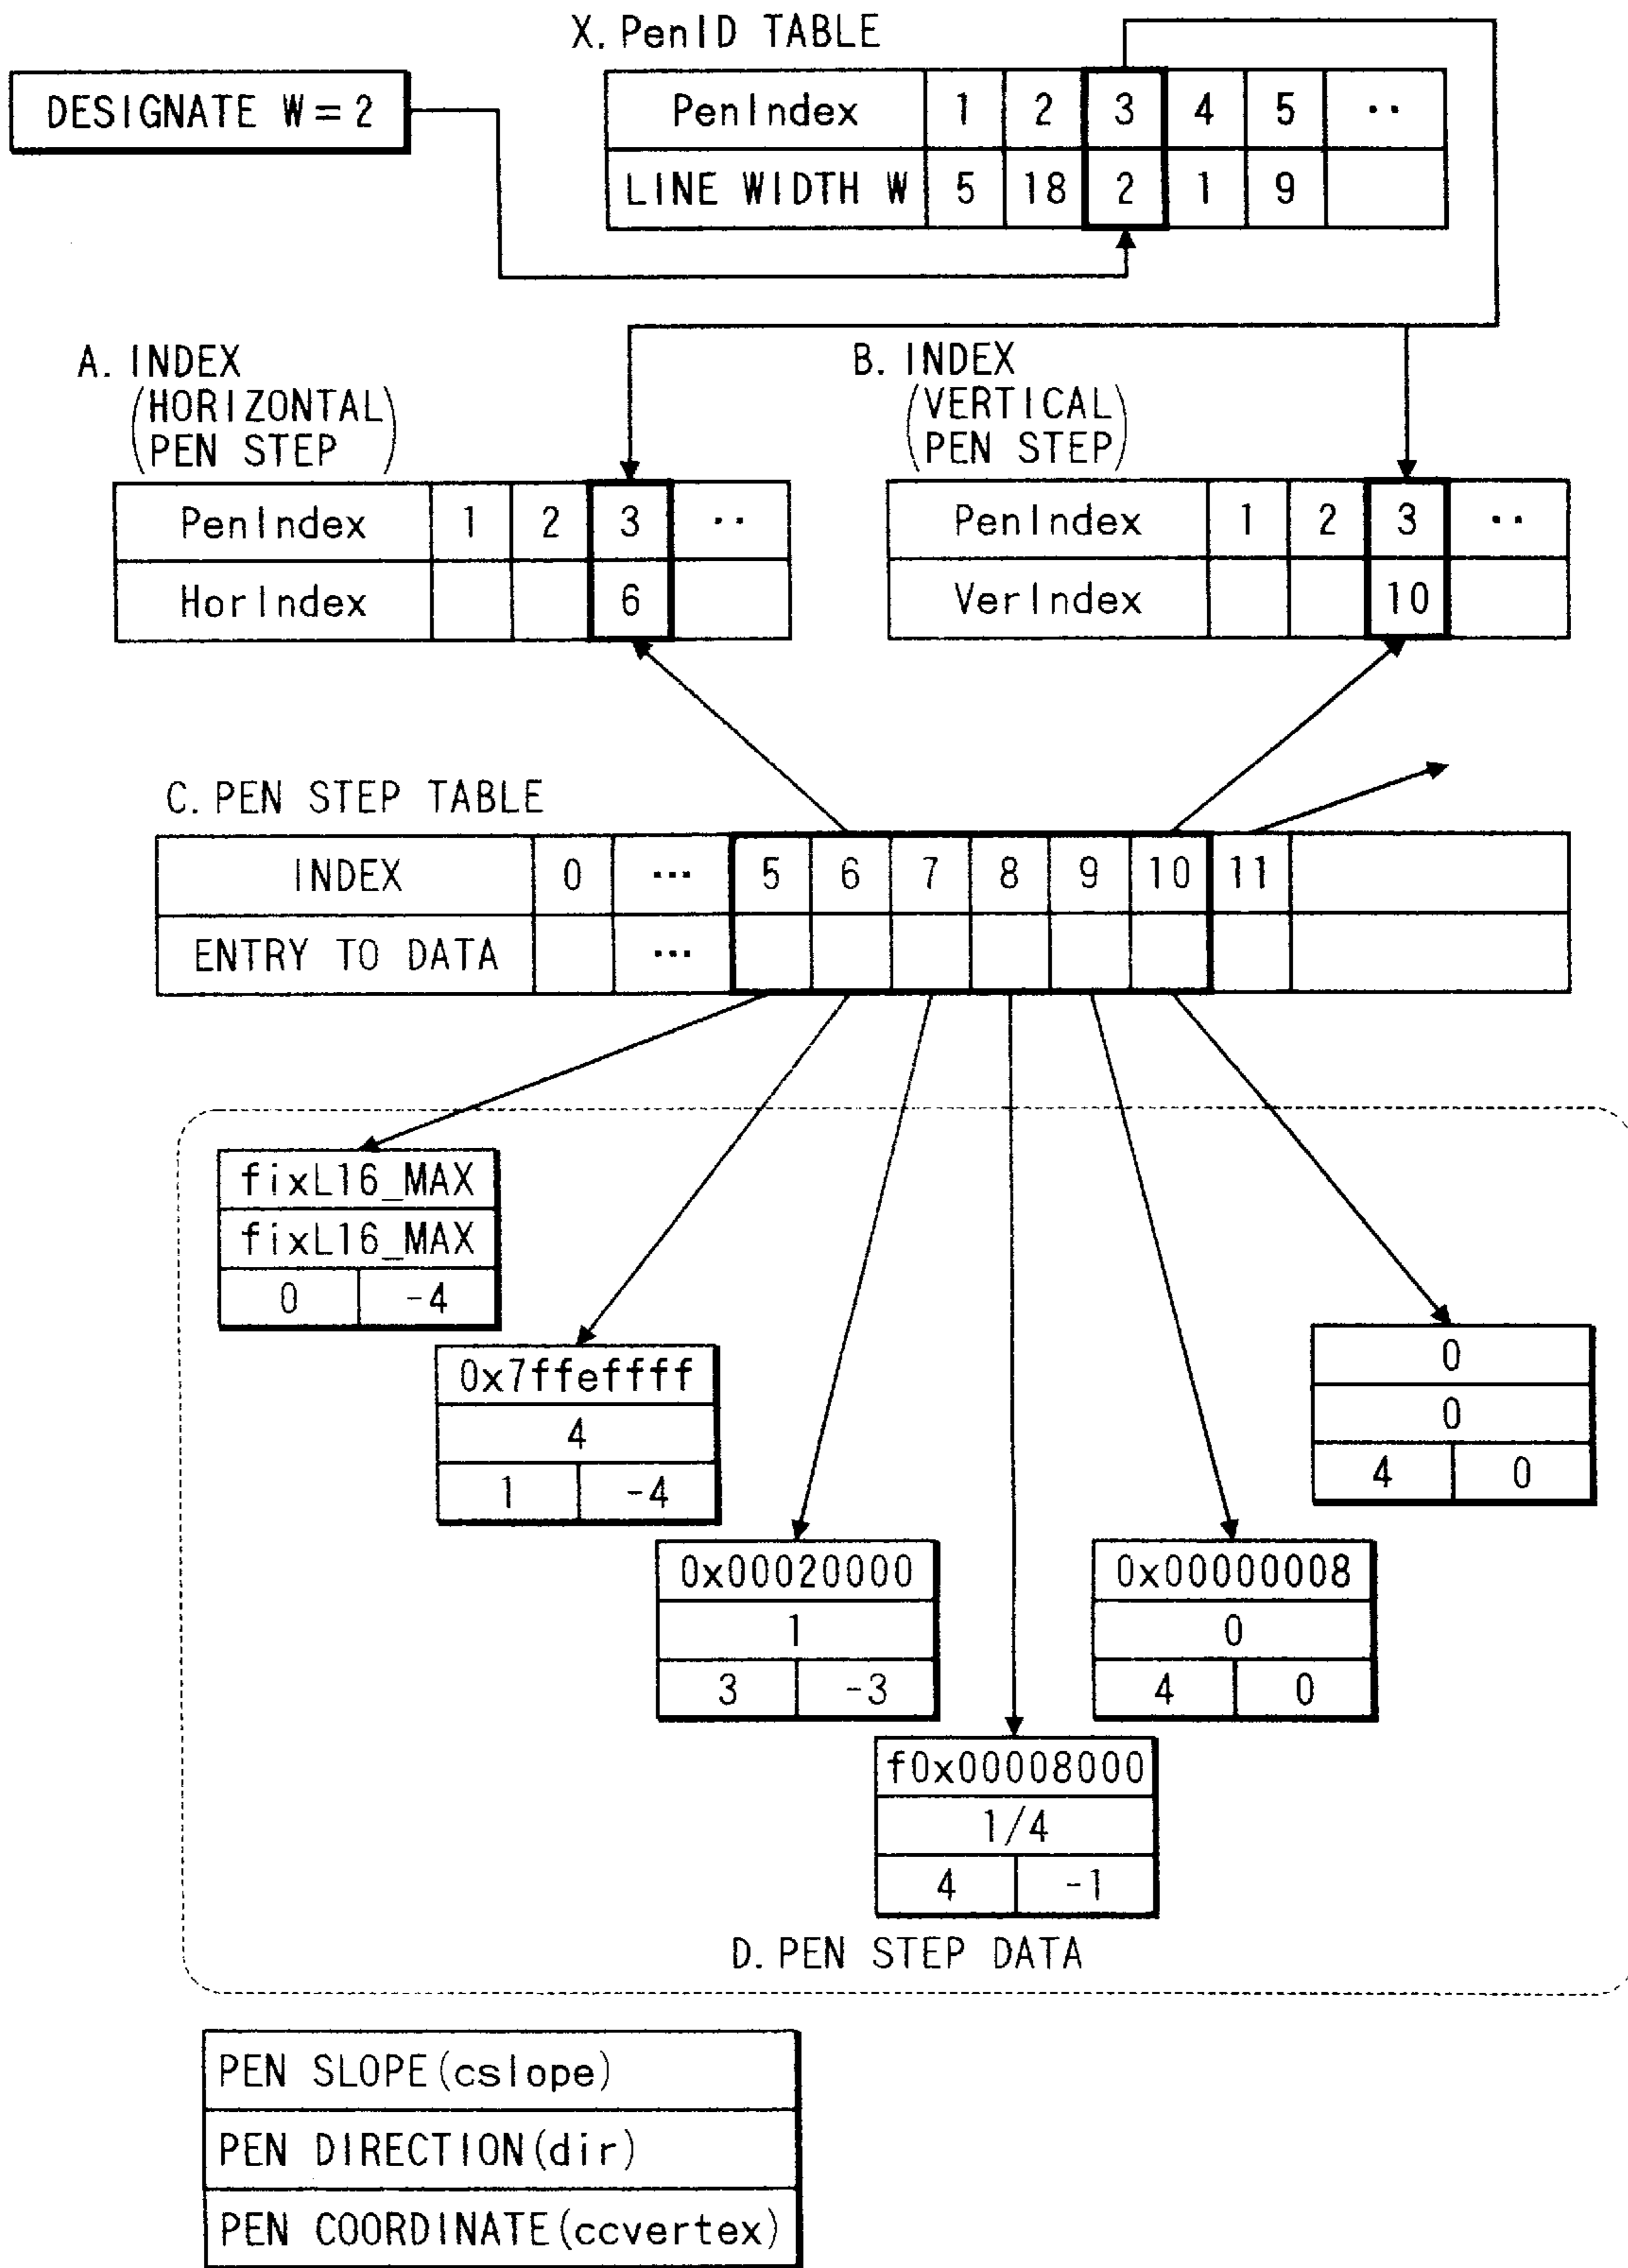 X. PenID TABLE
DESIGNATE W = 2
PenIndex 1 2 3 4 5 ··
LINE WIDTH W 5 18 2 1 9
A. INDEX
(HORIZONTAL)
(PEN STEP)
B. INDEX
(VERTICAL)
(PEN STEP)
PenIndex 1 2 3 ··
HorIndex 6
PenIndex 1 2 3 ··
VerIndex 10
C. PEN STEP TABLE
INDEX 0 ··· 5 6 7 8 9 10 11
ENTRY TO DATA ···
fixL16_MAX
fixL16_MAX
0 -4
0x7ffeffff
4
1 -4
0x00020000
1
3 -3
f0x00008000
1/4
4 -1
0x00000008
0
4 0
0
0
4 0
D. PEN STEP DATA
PEN SLOPE(cslope)
PEN DIRECTION(dir)
PEN COORDINATE(ccvertex)